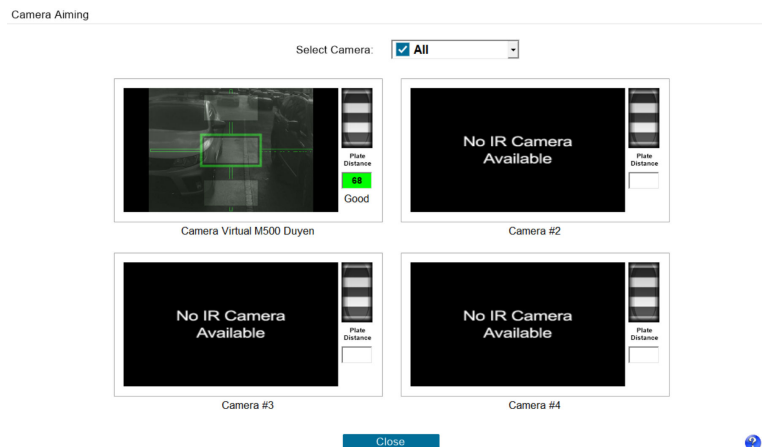 Camera Aiming
Select Camera:
All
Plate
Distance
68
Good
Camera Virtual M500 Duyen
No IR Camera
Available
Plate
Distance
Camera #2
No IR Camera
Available
Plate
Distance
Camera #3
No IR Camera
Available
Plate
Distance
Camera #4
Close
?